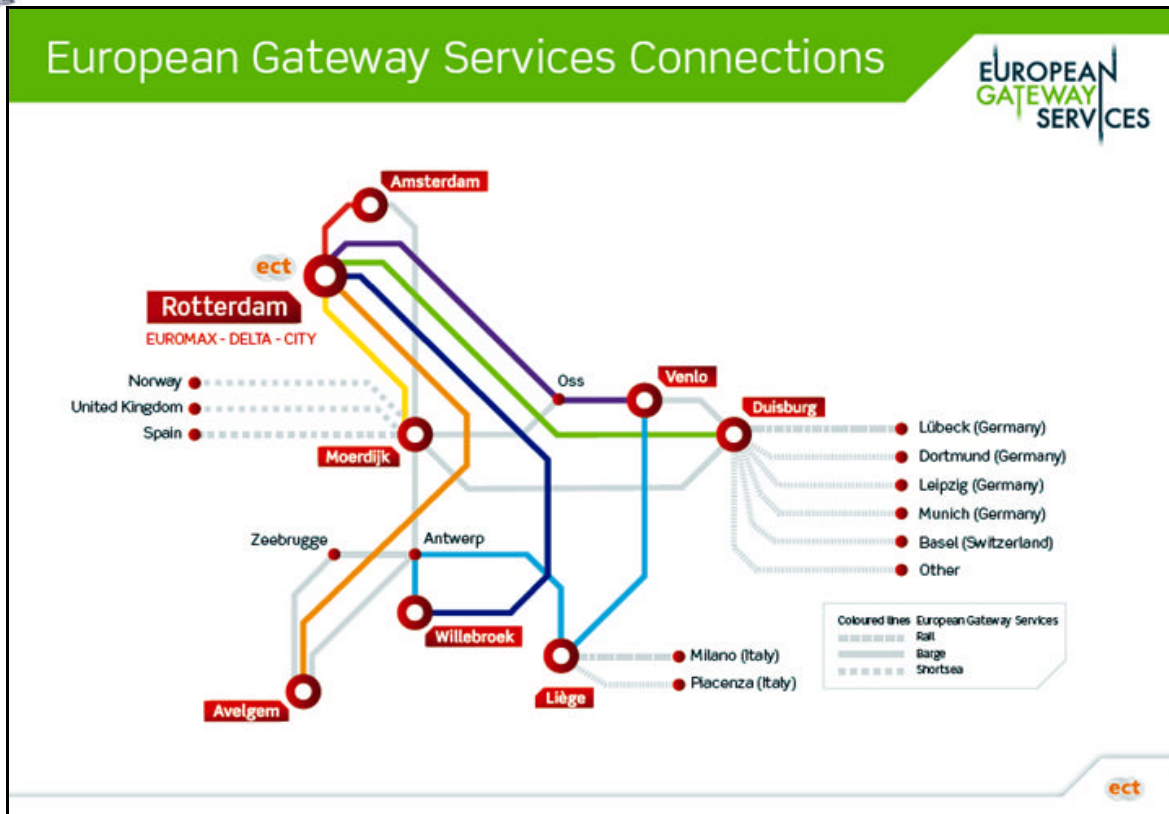 European Gateway Services Connections
EUROPEAN
GATEWAY
SERVICES
Amsterdam
ect
Rotterdam
EUROMAX - DELTA - CITY
Norway
United Kingdom
Spain
Moerdijk
Oss
Venlo
Duisburg
Lübeck (Germany)
Dortmund (Germany)
Leipzig (Germany)
Munich (Germany)
Basel (Switzerland)
Other
Zeebrugge
Antwerp
Willebroek
Avelgem
Liège
Milano (Italy)
Piacenza (Italy)
Coloured lines European Gateway Services
Rail
Barge
Shortsea
ect